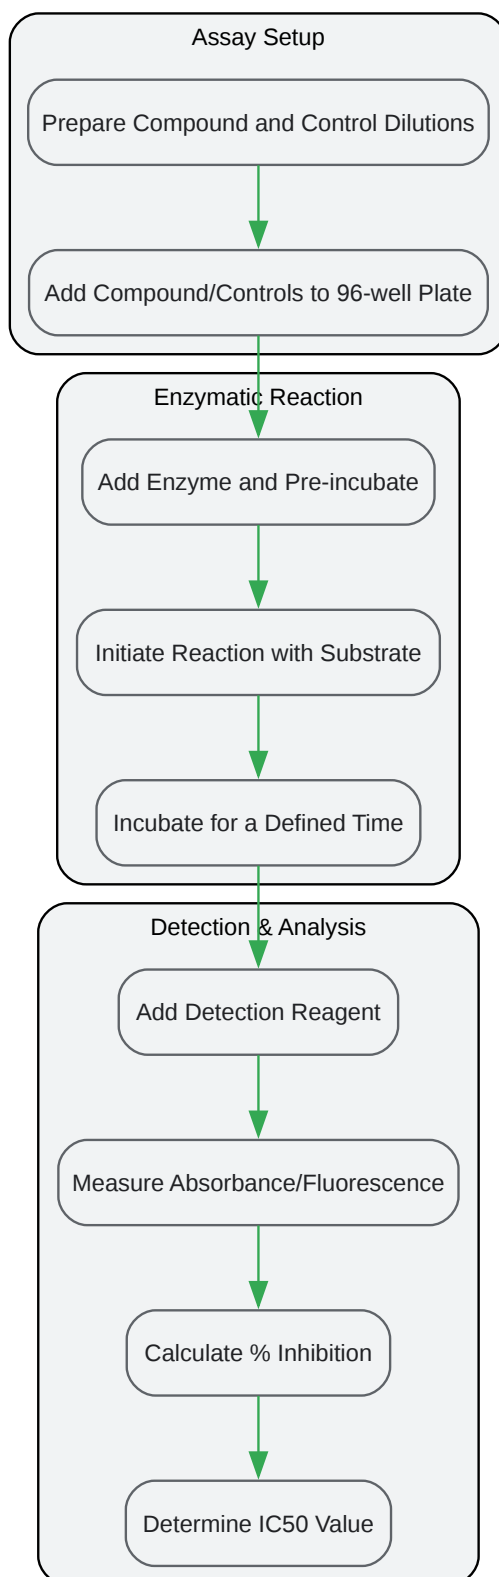 Assay Setup
Prepare Compound and Control Dilutions
Add Compound/Controls to 96-well Plate
Enzymatic Reaction
Add Enzyme and Pre-incubate
Initiate Reaction with Substrate
Incubate for a Defined Time
Detection & Analysis
Add Detection Reagent
Measure Absorbance/Fluorescence
Calculate % Inhibition
Determine IC50 Value